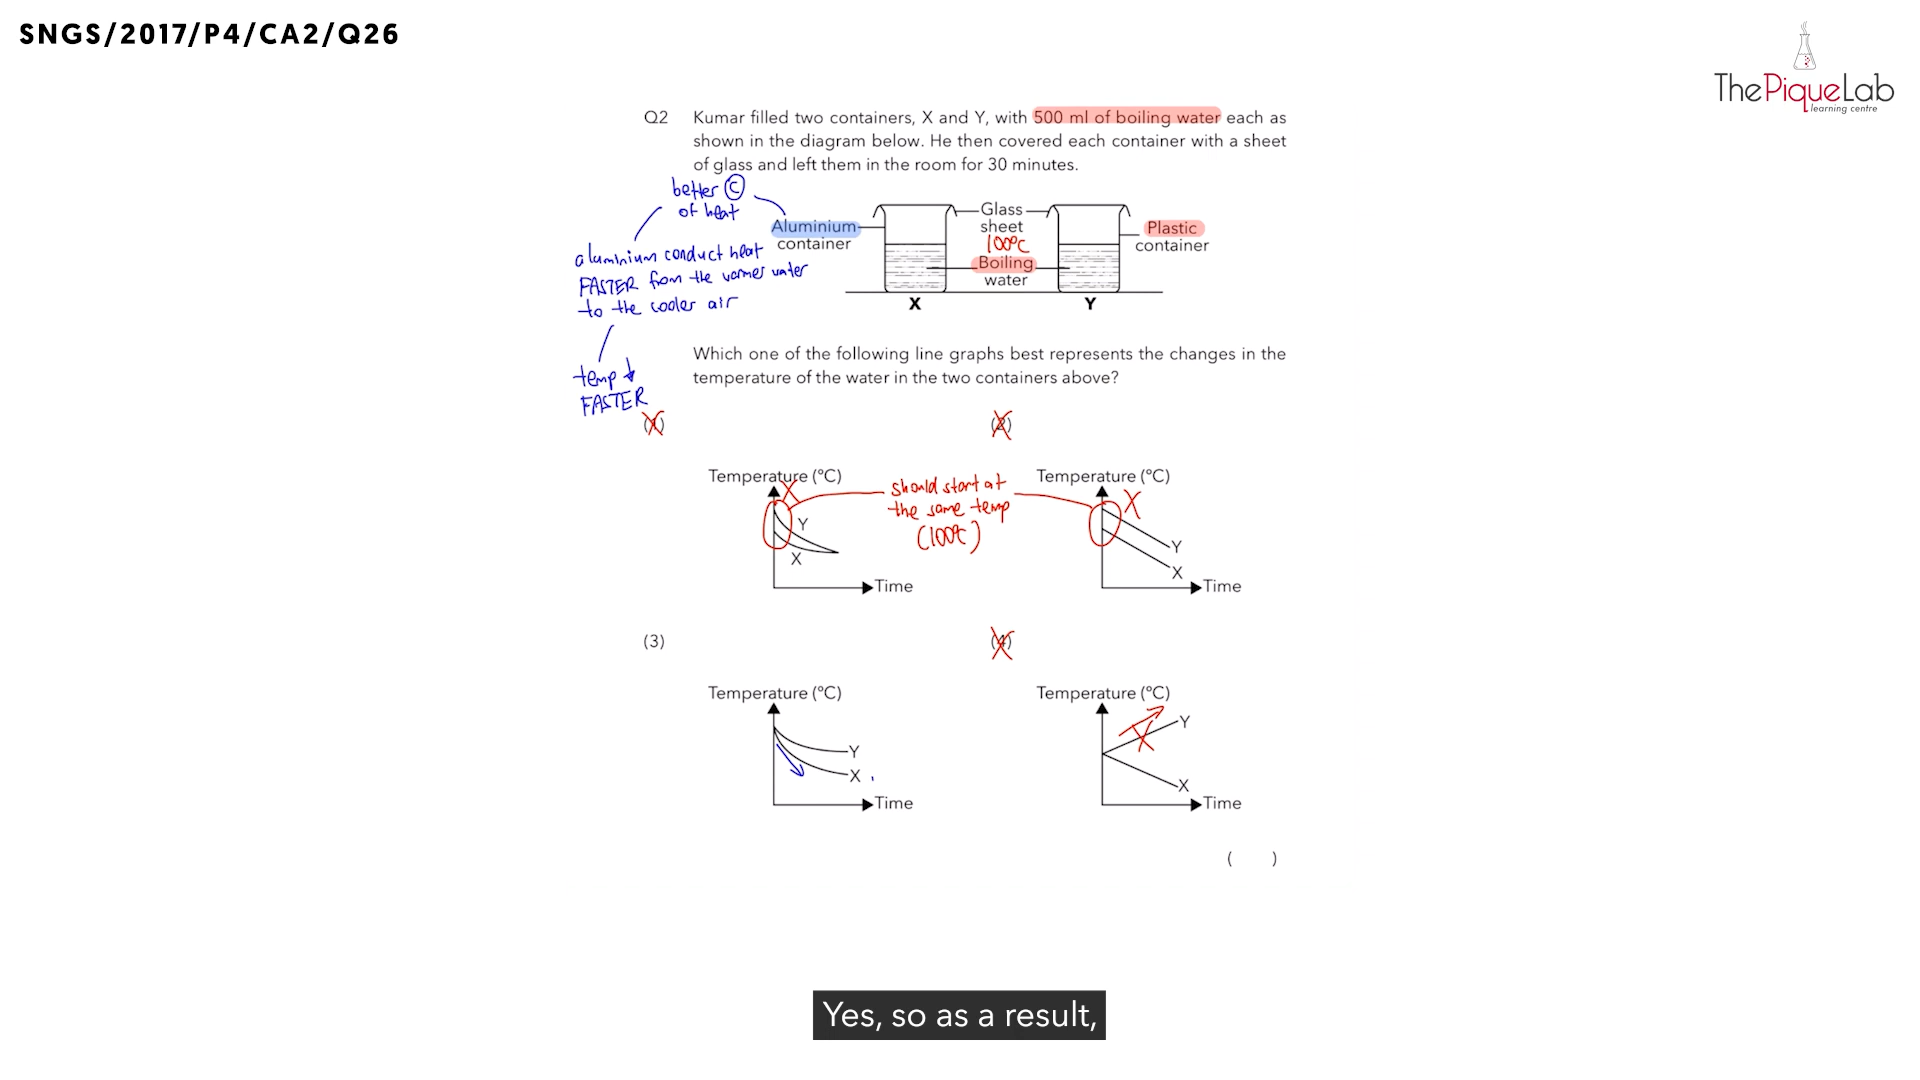 SNGS/2017/P4/CA2/Q26
ThePiqueLab
learning centre
Q2 Kumar filled two containers, X and Y, with 500 ml of boiling water each as
shown in the diagram below. He then covered each container with a sheet
of glass and left them in the room for 30 minutes.
better C
of heat
aluminium conduct heat
FASTER from the warmer water
to the cooler air
temp ↓
FASTER
Aluminium
container
Glass
sheet
100°C
Boiling
water
Plastic
container
X Y
Which one of the following line graphs best represents the changes in the
temperature of the water in the two containers above?
(1) (2)
Temperature (°C)
X
Y
X
Time
should start at
the same temp
(100°C)
Temperature (°C)
X
Y
X
Time
(3) (4)
Temperature (°C)
Y
X
Time
Temperature (°C)
Y
X
Time
( )
Yes, so as a result,